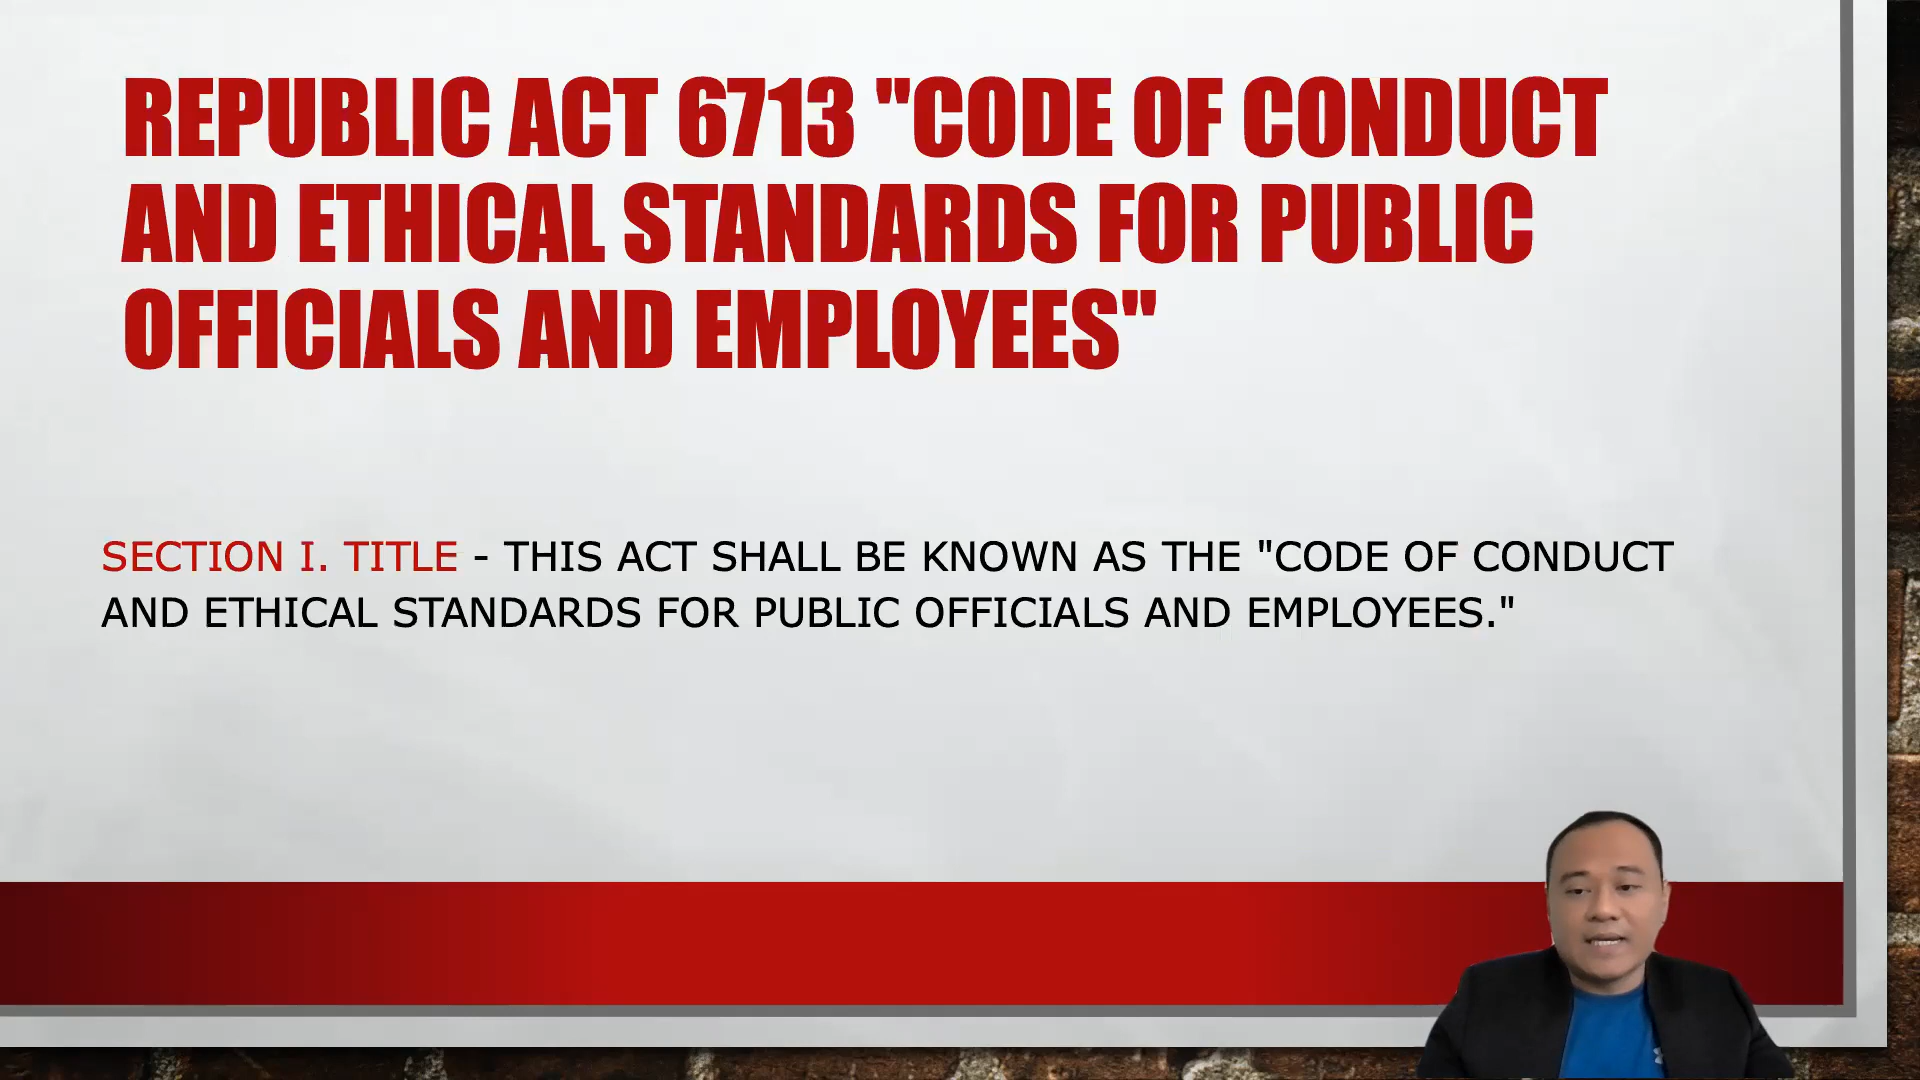 REPUBLIC ACT 6713 "CODE OF CONDUCT
AND ETHICAL STANDARDS FOR PUBLIC
OFFICIALS AND EMPLOYEES"
SECTION I. TITLE - THIS ACT SHALL BE KNOWN AS THE "CODE OF CONDUCT
AND ETHICAL STANDARDS FOR PUBLIC OFFICIALS AND EMPLOYEES."